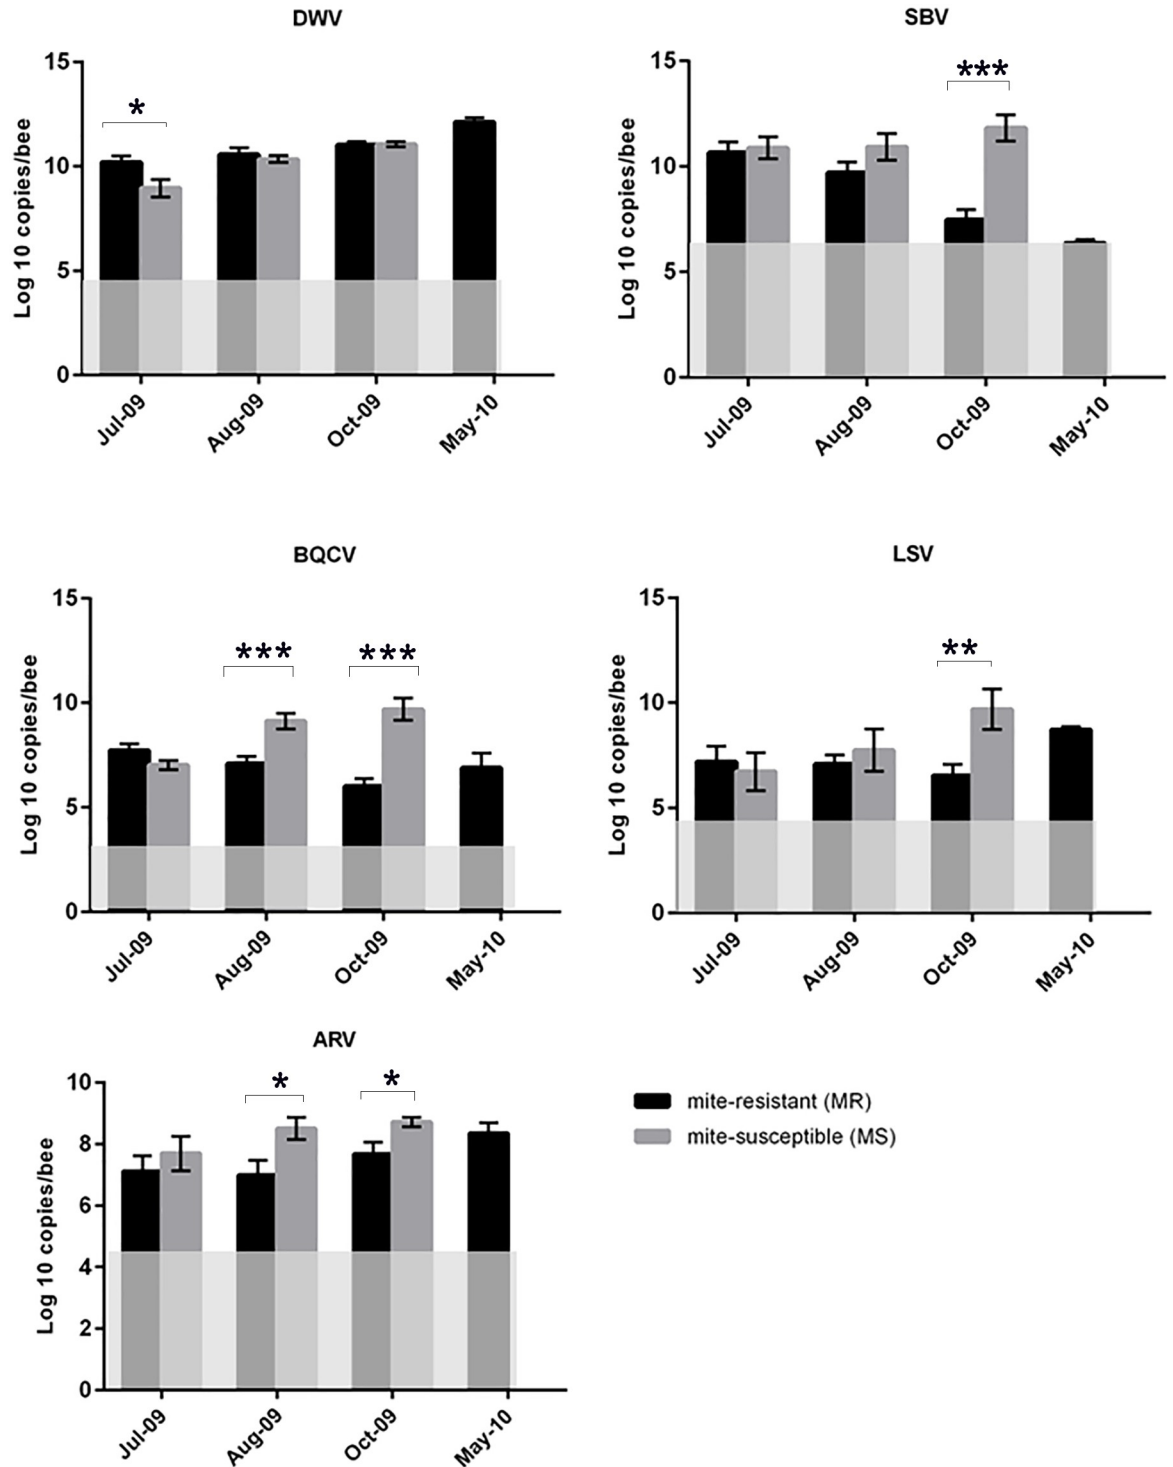 DWV
Log 10 copies/bee
15
10
5
0
*
Jul-09
Aug-09
Oct-09
May-10
SBV
Log 10 copies/bee
15
10
5
0
***
Jul-09
Aug-09
Oct-09
May-10
BQCV
Log 10 copies/bee
15
10
5
0
***
***
Jul-09
Aug-09
Oct-09
May-10
LSV
Log 10 copies/bee
15
10
5
0
**
Jul-09
Aug-09
Oct-09
May-10
ARV
Log 10 copies/bee
10
8
6
4
2
0
*
*
Jul-09
Aug-09
Oct-09
May-10
mite-resistant (MR)
mite-susceptible (MS)